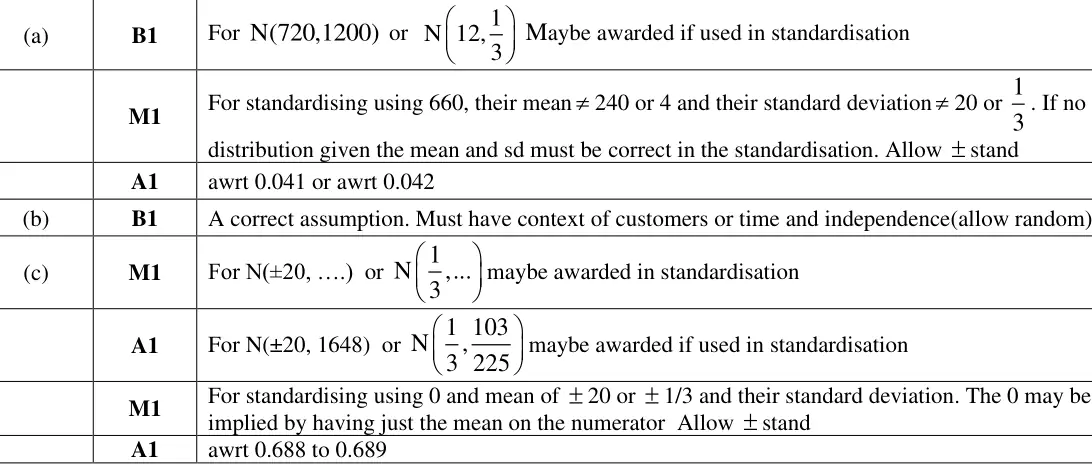 (a) B1 For N(720,1200) or N(12, 1/3) Maybe awarded if used in standardisation
M1 For standardising using 660, their mean ≠ 240 or 4 and their standard deviation ≠ 20 or 1/3 . If no
distribution given the mean and sd must be correct in the standardisation. Allow ± stand
A1 awrt 0.041 or awrt 0.042
(b) B1 A correct assumption. Must have context of customers or time and independence(allow random)
(c) M1 For N(±20, ….) or N(1/3,...) maybe awarded in standardisation
A1 For N(±20, 1648) or N(1/3, 103/225) maybe awarded if used in standardisation
M1 For standardising using 0 and mean of ± 20 or ± 1/3 and their standard deviation. The 0 may be
implied by having just the mean on the numerator Allow ± stand
A1 awrt 0.688 to 0.689